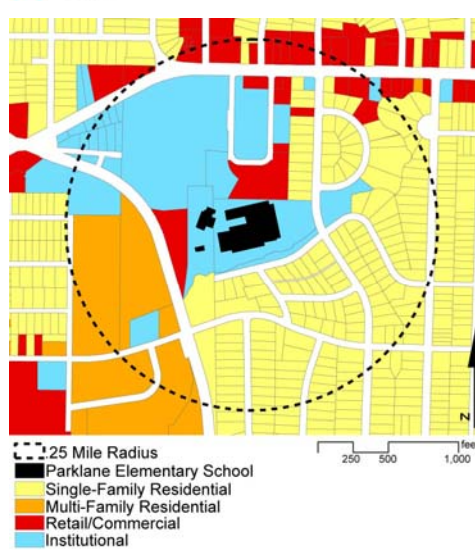 Z
feet
250 500 1,000
.25 Mile Radius
Parklane Elementary School
Single-Family Residential
Multi-Family Residential
Retail/Commercial
Institutional